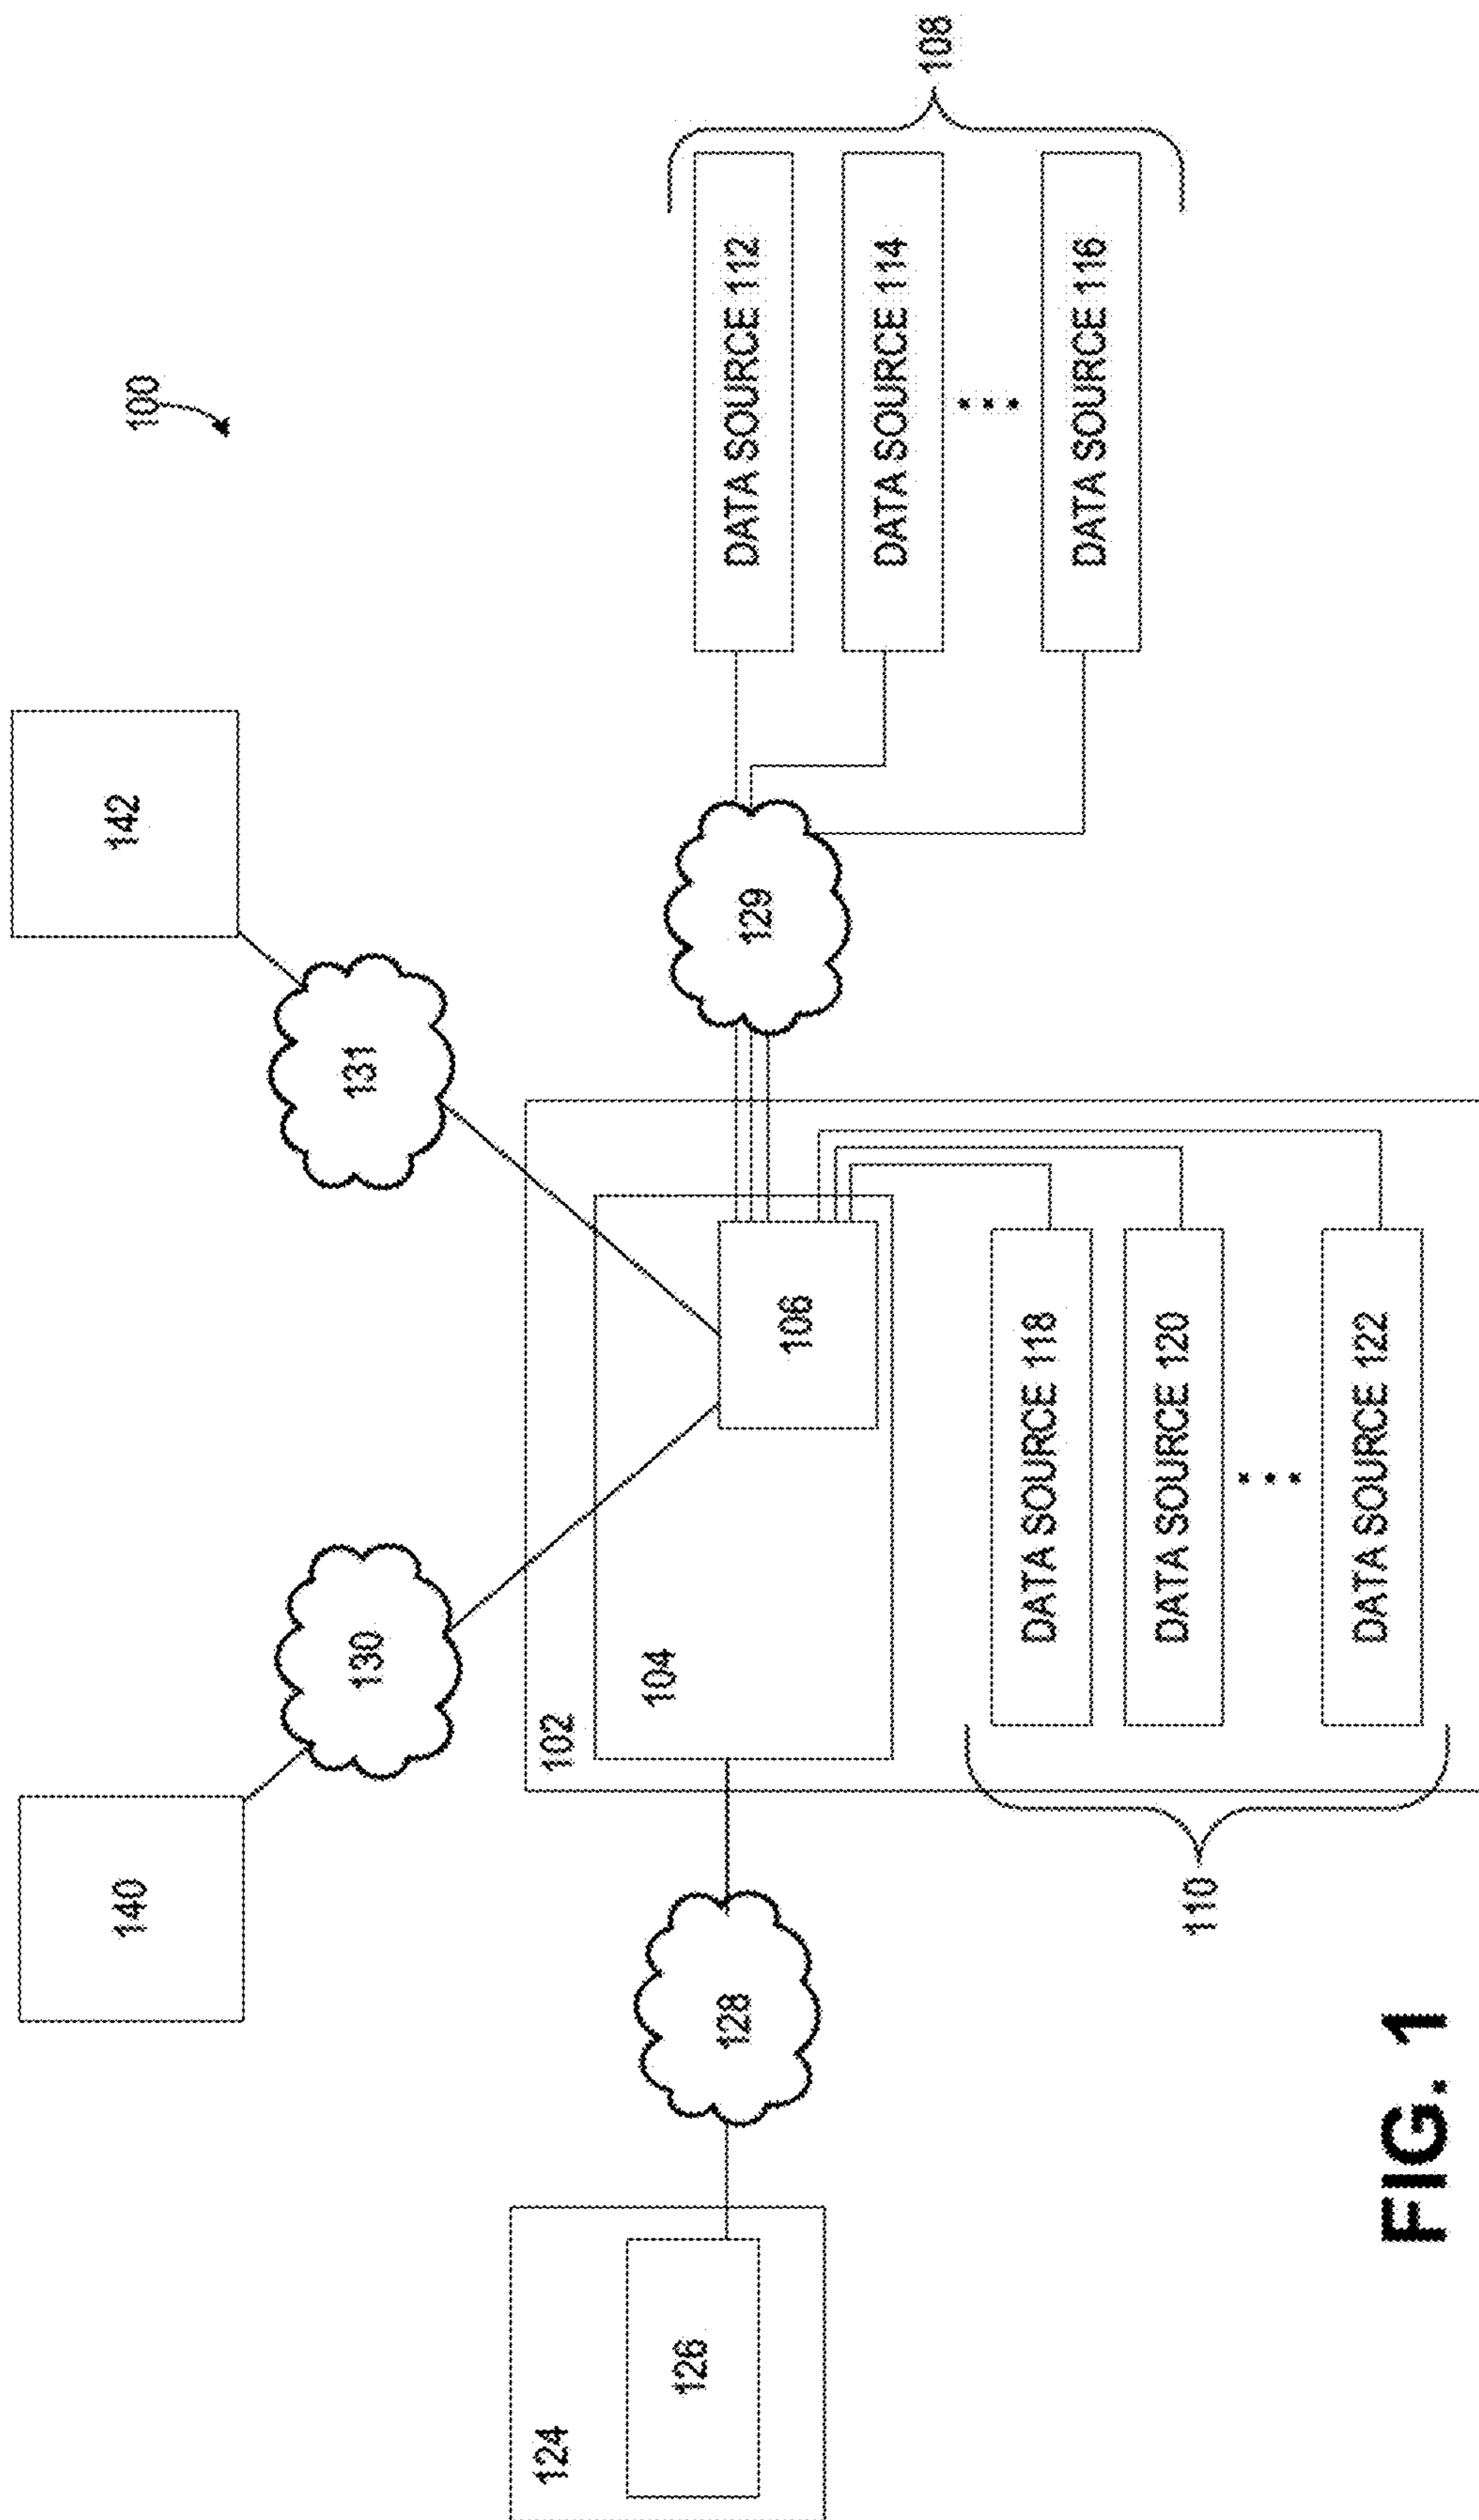 100
140
142
130
131
102
104
106
124
126
128
129
DATA SOURCE 112
DATA SOURCE 114
DATA SOURCE 116
108
DATA SOURCE 118
DATA SOURCE 120
DATA SOURCE 122
110
FIG. 1